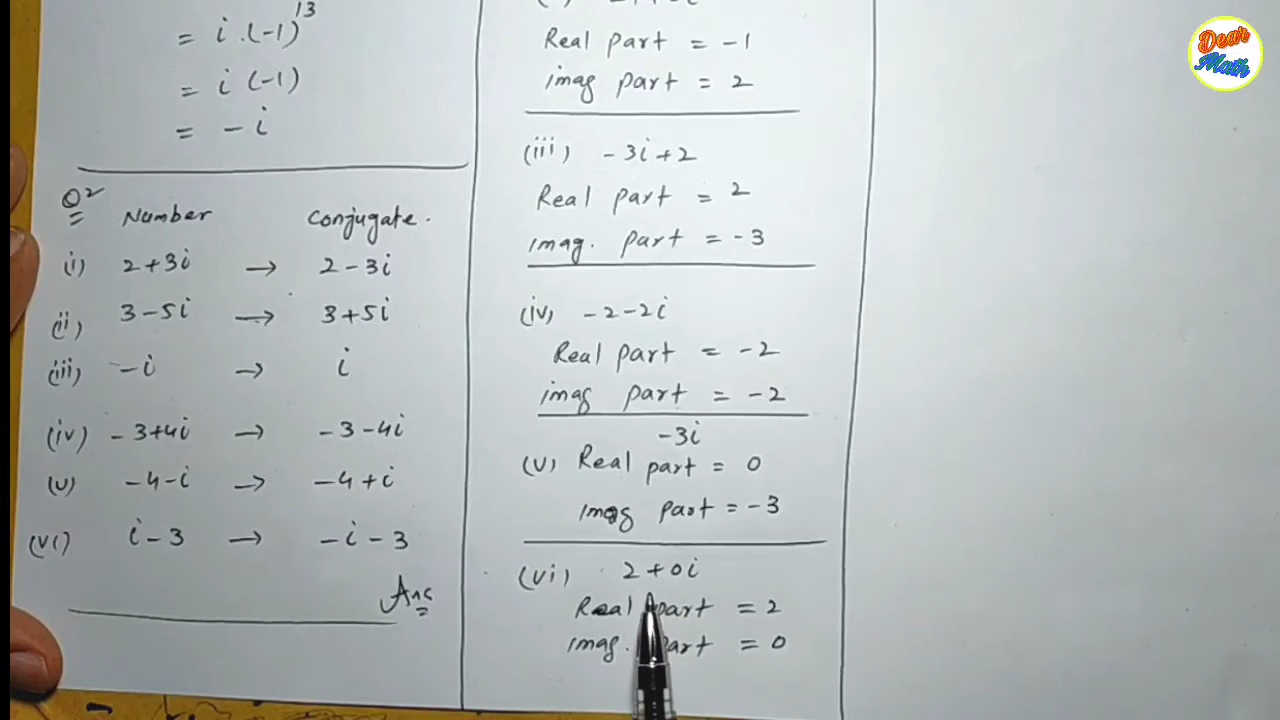 = i . (-1)^13
= i (-1)
= - i
Q2
Number Conjugate.
(i) 2+3i → 2-3i
(ii) 3-5i → 3+5i
(iii) -i → i
(iv) -3+4i → -3-4i
(v) -4-i → -4+i
(vi) i-3 → -i-3
Ans
Real part = -1
imag part = 2
(iii) -3i+2
Real part = 2
imag. part = -3
(iv) -2-2i
Real part = -2
imag part = -2
-3i
(v) Real part = 0
imag part = -3
(vi) 2+0i
Real part = 2
imag. part = 0
Dear
Math